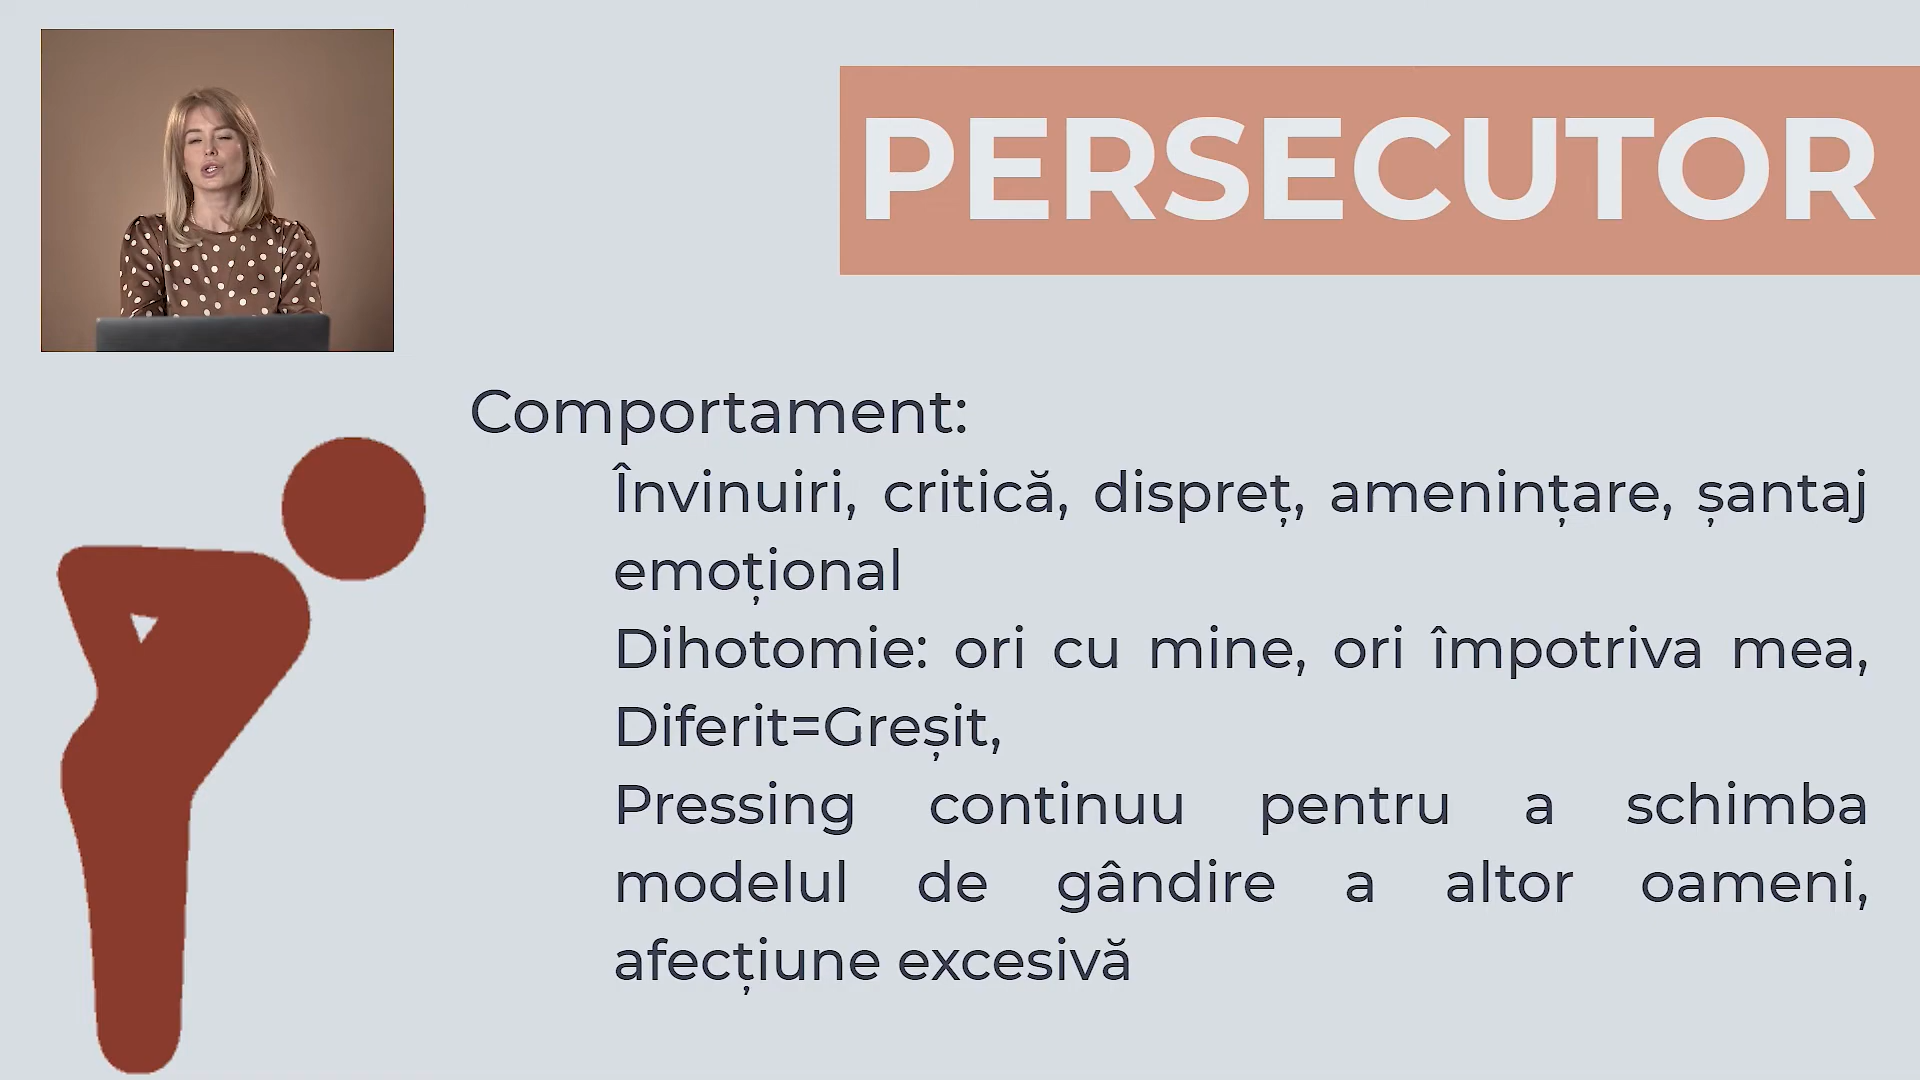 PERSECUTOR
Comportament:
Învinuiri, critică, dispreț, amenințare, șantaj
emoțional
Dihotomie: ori cu mine, ori împotriva mea,
Diferit=Greșit,
Pressing continuu pentru a schimba
modelul de gândire a altor oameni,
afecțiune excesivă